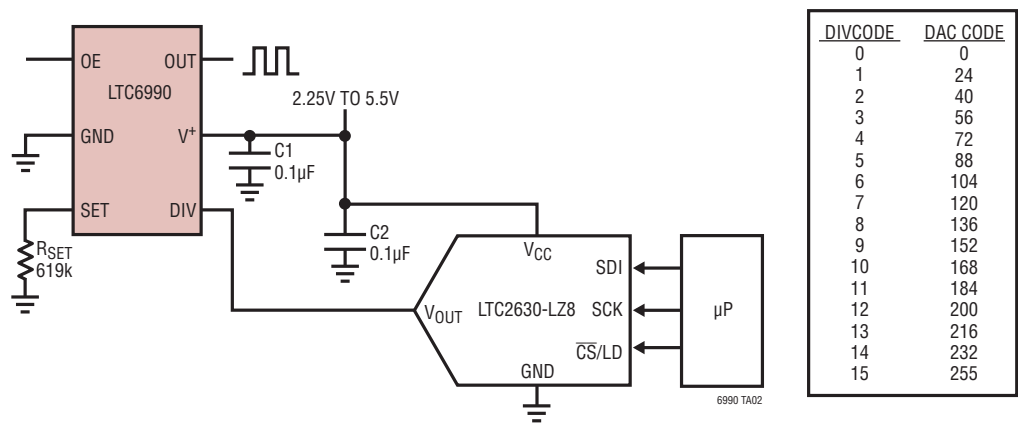 OE
OUT
LTC6990
GND
V+
SET
DIV
RSET
619k
2.25V TO 5.5V
C1
0.1µF
C2
0.1µF
VCC
VOUT
LTC2630-LZ8
SDI
SCK
CS/LD
GND
µP
6990 TA02
DIVCODE DAC CODE
0 0
1 24
2 40
3 56
4 72
5 88
6 104
7 120
8 136
9 152
10 168
11 184
12 200
13 216
14 232
15 255